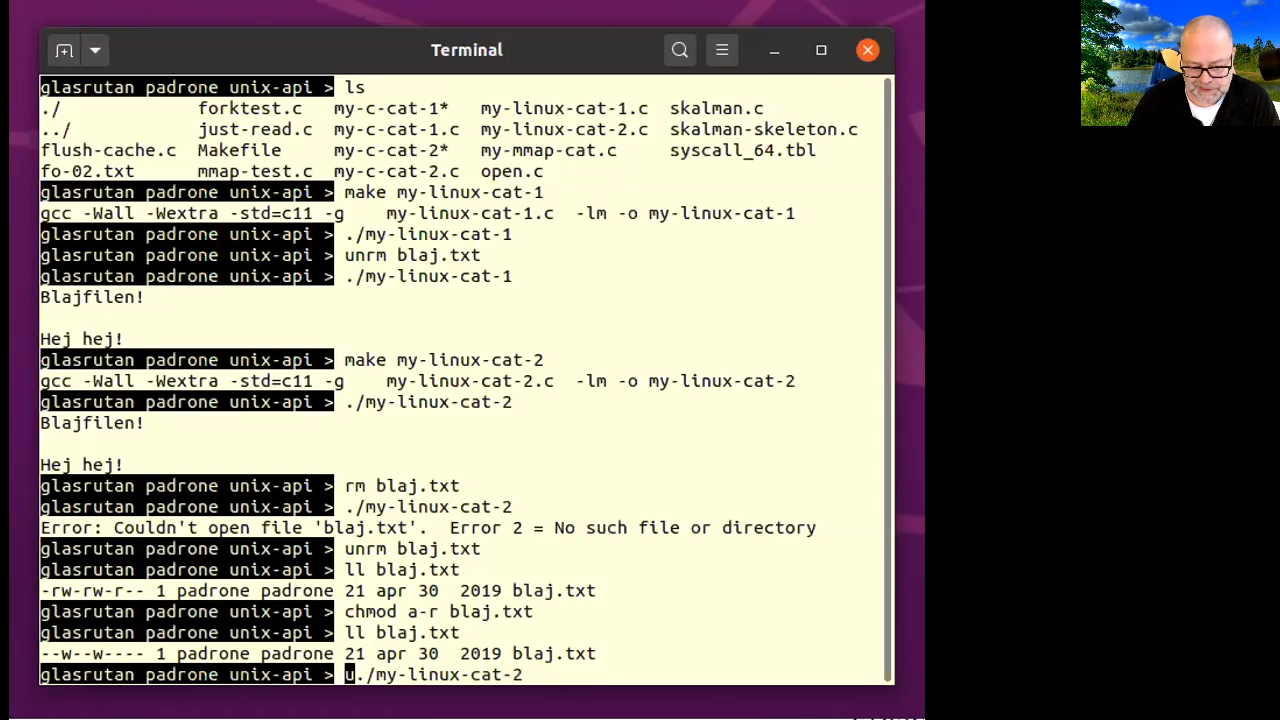 Terminal
glasrutan padrone unix-api > ls
./ forktest.c my-c-cat-1* my-linux-cat-1.c skalman.c
../ just-read.c my-c-cat-1.c my-linux-cat-2.c skalman-skeleton.c
flush-cache.c Makefile my-c-cat-2* my-mmap-cat.c syscall_64.tbl
fo-02.txt mmap-test.c my-c-cat-2.c open.c
glasrutan padrone unix-api > make my-linux-cat-1
gcc -Wall -Wextra -std=c11 -g my-linux-cat-1.c -lm -o my-linux-cat-1
glasrutan padrone unix-api > ./my-linux-cat-1
glasrutan padrone unix-api > unrm blaj.txt
glasrutan padrone unix-api > ./my-linux-cat-1
Blajfilen!
Hej hej!
glasrutan padrone unix-api > make my-linux-cat-2
gcc -Wall -Wextra -std=c11 -g my-linux-cat-2.c -lm -o my-linux-cat-2
glasrutan padrone unix-api > ./my-linux-cat-2
Blajfilen!
Hej hej!
glasrutan padrone unix-api > rm blaj.txt
glasrutan padrone unix-api > ./my-linux-cat-2
Error: Couldn't open file 'blaj.txt'. Error 2 = No such file or directory
glasrutan padrone unix-api > unrm blaj.txt
glasrutan padrone unix-api > ll blaj.txt
-rw-rw-r-- 1 padrone padrone 21 apr 30 2019 blaj.txt
glasrutan padrone unix-api > chmod a-r blaj.txt
glasrutan padrone unix-api > ll blaj.txt
--w--w---- 1 padrone padrone 21 apr 30 2019 blaj.txt
glasrutan padrone unix-api > u./my-linux-cat-2